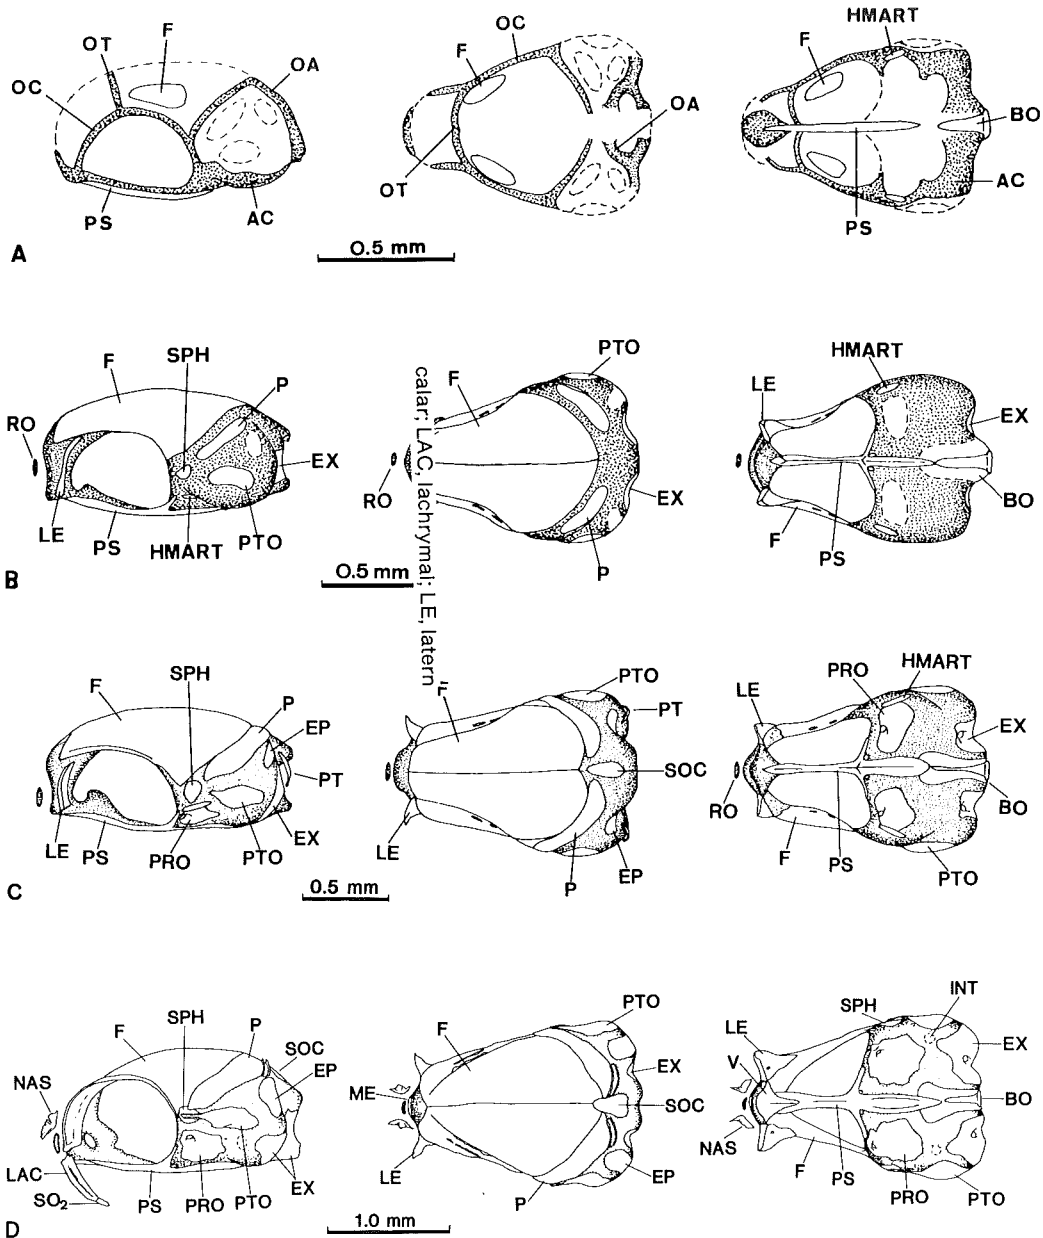 OT F OA
OC
PS AC
OC
F
OA
OT
HMART
F
BO
AC
PS
A
0.5 mm
SPH
F P
RO
EX
LE PS HMART PTO
PTO
F
RO
EX
P
HMART
LE
EX
BO
F PS
B
0.5 mm
calar; LAC, lachrymal; LE, latern
SPH
F P
EP
PT
EX
LE PS PRO PTO
F
PTO
PT
SOC
LE
P EP
PRO HMART
LE
EX
RO
BO
F PS
PTO
C
0.5 mm
SPH
F P
SOC
EP
NAS
LAC
SO2
PS PRO PTO EX
PTO
F
EX
ME
SOC
LE
EP
P
INT
SPH
LE
EX
V
BO
NAS
F PS
PRO PTO
D
1.0 mm